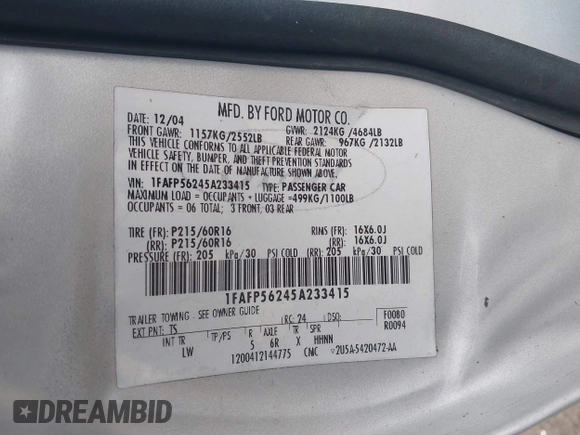 MFD. BY FORD MOTOR CO.
DATE: 12/04
FRONT GAWR: 1157KG/2552LB
GVWR: 2124KG /4684LB
REAR GAWR: 967KG /2132LB
THIS VEHICLE CONFORMS TO ALL APPLICABLE FEDERAL MOTOR
VEHICLE SAFETY, BUMPER, AND THEFT PREVENTION STANDARDS
IN EFFECT ON THE DATE OF MANUFACTURE SHOWN ABOVE.
VIN: 1FAFP56245A233415 TYPE: PASSENGER CAR
MAXIMUM LOAD = OCCUPANTS + LUGGAGE = 499KG/1100LB
OCCUPANTS = 06 TOTAL; 3 FRONT, 03 REAR
TIRE (FR): P215/60R16 RIMS (FR): 16X6.0J
(RR): P215/60R16 (RR): 16X6.0J
PRESSURE (FR): 205 kPa/30 PSI COLD (RR): 205 kPa/30 PSI COLD
1FAFP56245A233415
TRAILER TOWING - SEE OWNER GUIDE
EXT PNT: TS RC: 24 DSO: F0080
R0094
INT TR TP/PS R AXLE TR SPR
LW 5 6R X HHNN
1200412144775 CMC 2U5A-5420472-AA
DREAMBID